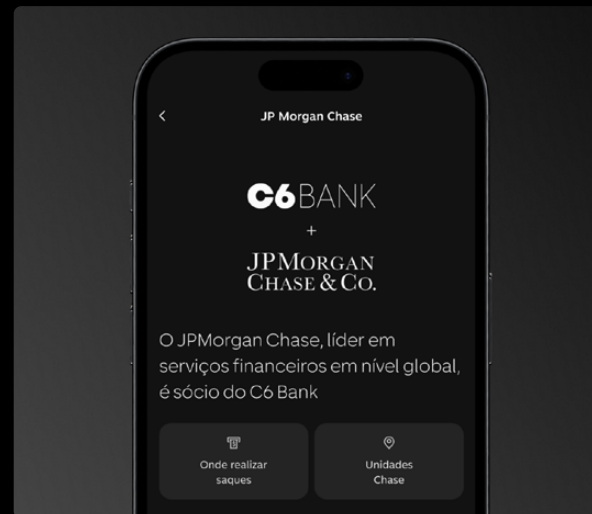 JP Morgan Chase
C6BANK
+
JPMORGAN
CHASE & CO.
O JPMorgan Chase, líder em
serviços financeiros em nível global,
é sócio do C6 Bank
Onde realizar
saques
Unidades
Chase